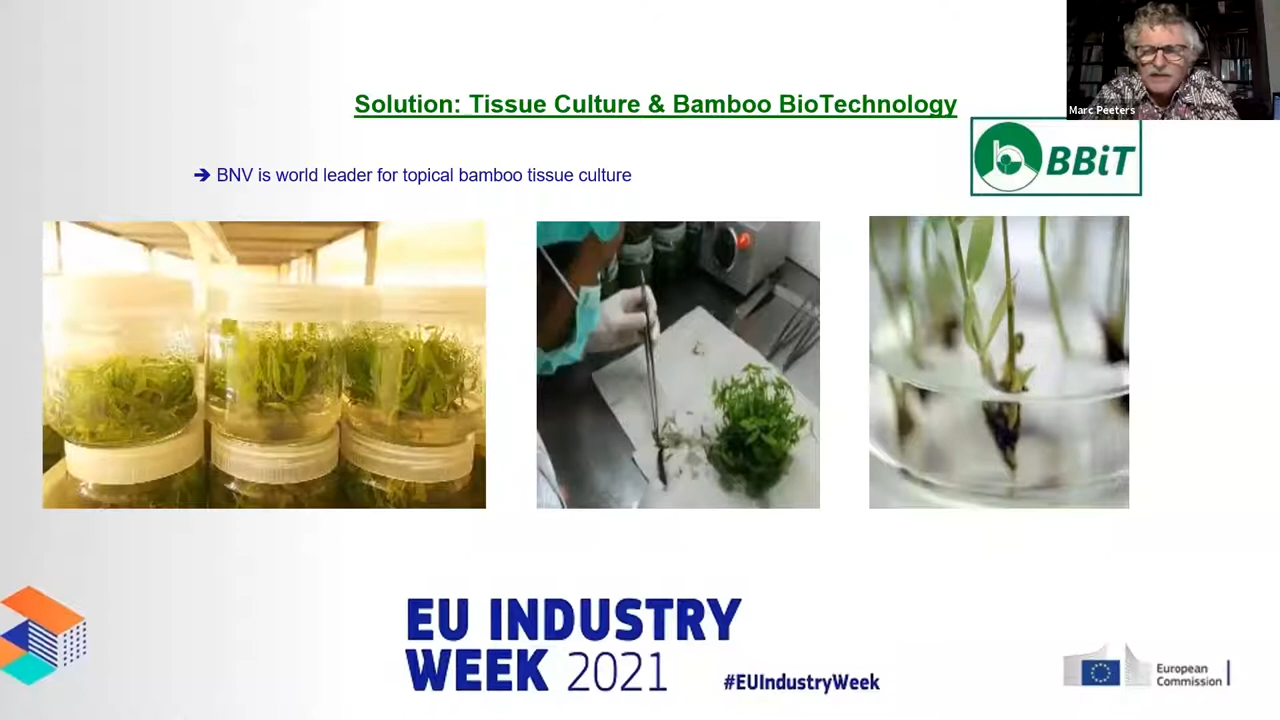 Marc Peeters
Solution: Tissue Culture & Bamboo BioTechnology
BBiT
➔ BNV is world leader for topical bamboo tissue culture
EU INDUSTRY
WEEK 2021
#EUIndustryWeek
European
Commission